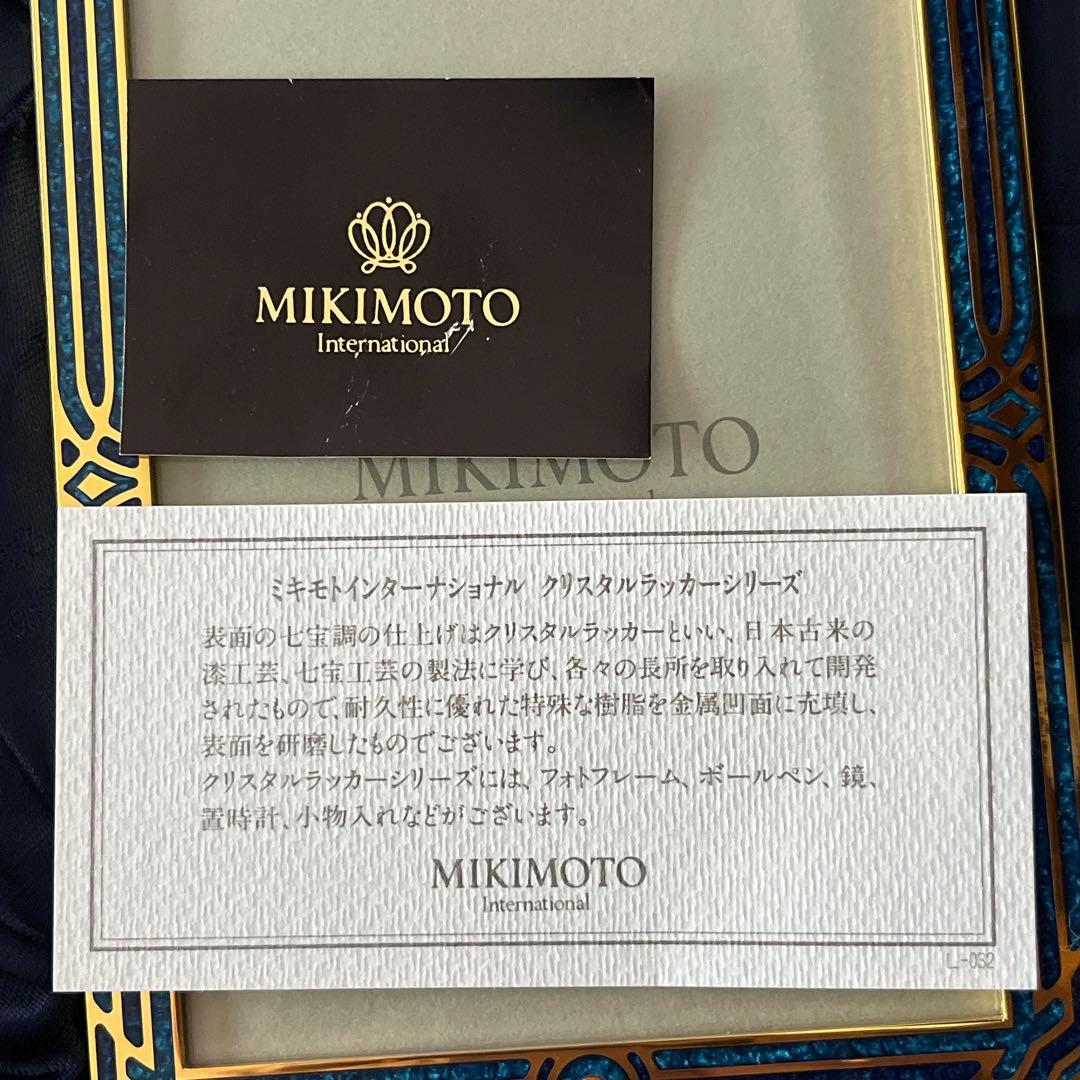 MIKIMOTO
International
MIKIMOTO
ミキモトインターナショナル クリスタルラッカーシリーズ
表面の七宝調の仕上げはクリスタルラッカーといい、日本古来の
漆工芸、七宝工芸の製法に学び、各々の長所を取り入れて開発
されたもので、耐久性に優れた特殊な樹脂を金属凹面に充填し、
表面を研磨したものでございます。
クリスタルラッカーシリーズには、フォトフレーム、ボールペン、鏡、
置時計、小物入れなどがございます。
MIKIMOTO
International
L-032